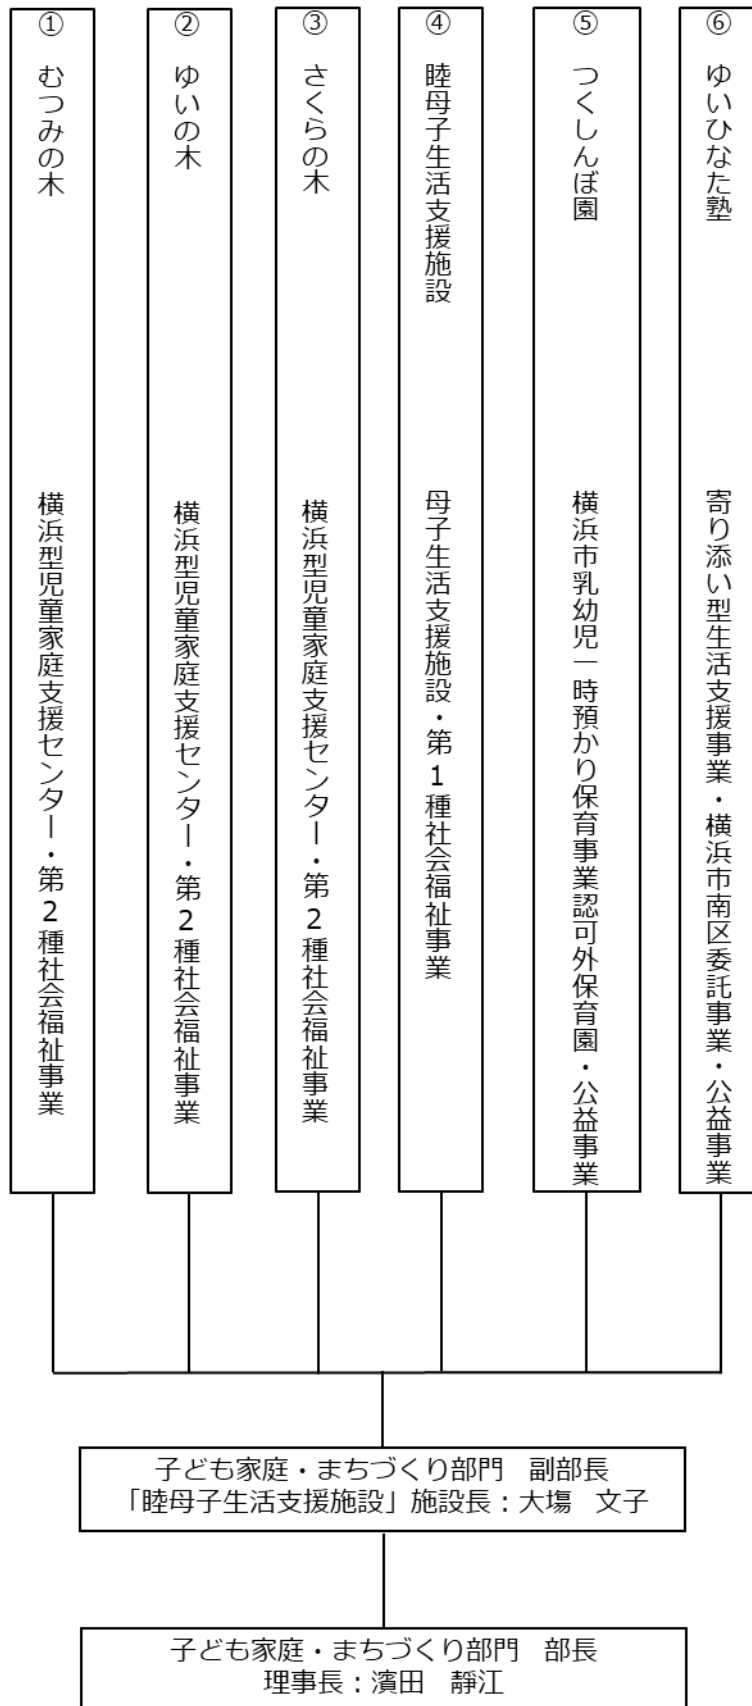 ① むつみの木 横浜型児童家庭支援センター・第2種社会福祉事業
② ゆいの木 横浜型児童家庭支援センター・第2種社会福祉事業
③ さくらの木 横浜型児童家庭支援センター・第2種社会福祉事業
④ 睦母子生活支援施設 母子生活支援施設・第1種社会福祉事業
⑤ つくしんぼ園 横浜市乳幼児一時預かり保育事業認可外保育園・公益事業
⑥ ゆいひなた塾 寄り添い型生活支援事業・横浜市南区委託事業・公益事業
子ども家庭・まちづくり部門 副部長
「睦母子生活支援施設」施設長：大塲 文子
子ども家庭・まちづくり部門 部長
理事長：濱田 靜江